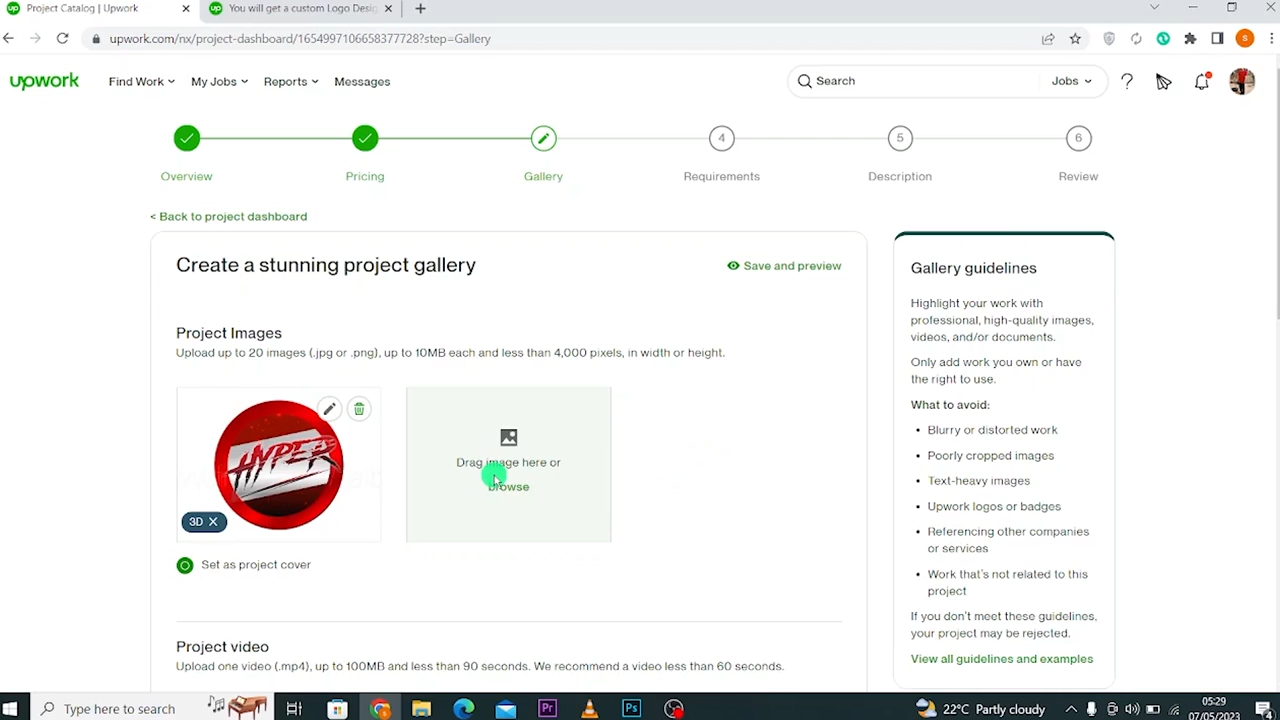 Project Catalog | Upwork
You will get a custom Logo Desig
upwork.com/nx/project-dashboard/1654997106658377728?step=Gallery
S
upwork
Find Work
My Jobs
Reports
Messages
Search
Jobs
?
4
5
6
Overview
Pricing
Gallery
Requirements
Description
Review
< Back to project dashboard
Create a stunning project gallery
Save and preview
Project Images
Upload up to 20 images (.jpg or .png), up to 10MB each and less than 4,000 pixels, in width or height.
HYPER
3D X
Drag image here or
browse
Set as project cover
Project video
Upload one video (.mp4), up to 100MB and less than 90 seconds. We recommend a video less than 60 seconds.
Gallery guidelines
Highlight your work with
professional, high-quality images,
videos, and/or documents.
Only add work you own or have
the right to use.
What to avoid:
• Blurry or distorted work
• Poorly cropped images
• Text-heavy images
• Upwork logos or badges
• Referencing other companies
or services
• Work that's not related to this
project
If you don't meet these guidelines,
your project may be rejected.
View all guidelines and examples
Type here to search
Pr
Ps
22°C Partly cloudy
05:29
07/05/2023